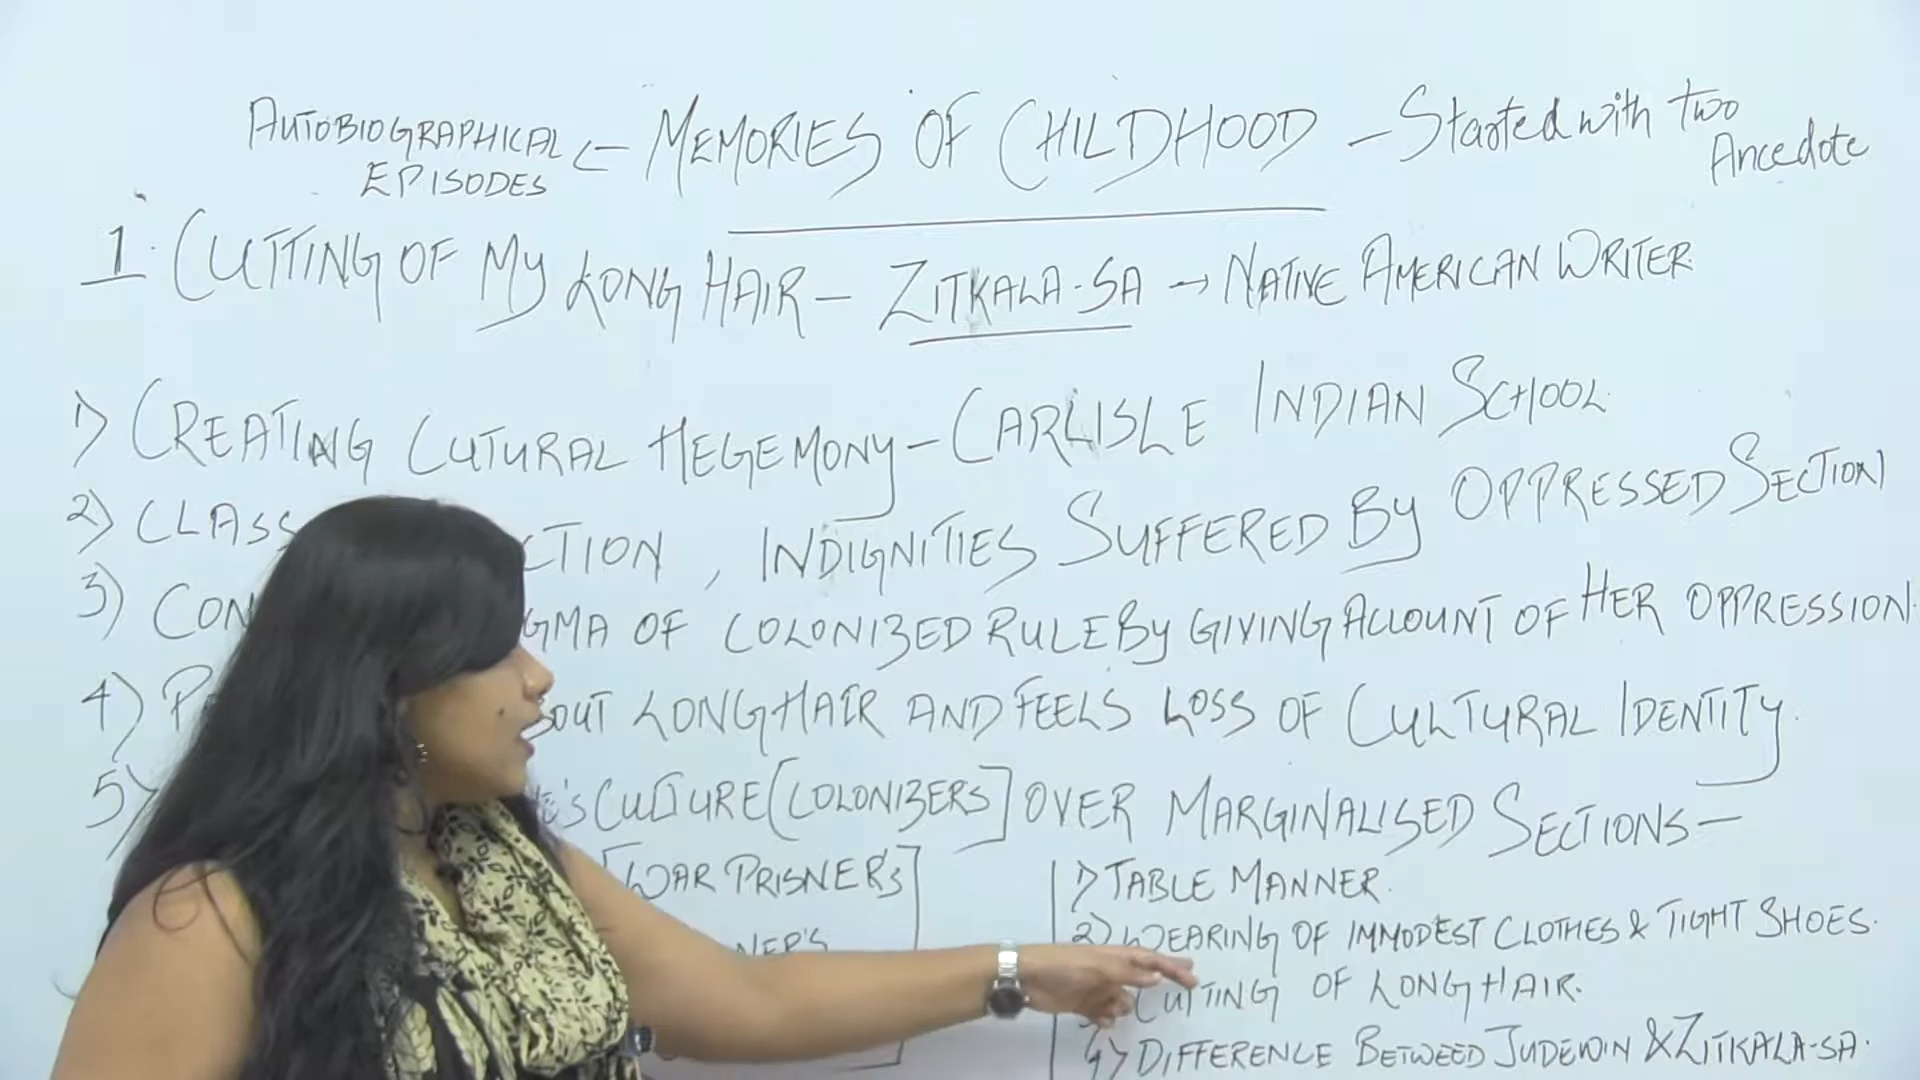 AUTOBIOGRAPHICAL EPISODES ← MEMORIES OF CHILDHOOD – Started with two Ancedote
1. CUTTING OF MY LONG HAIR – ZITKALA-SA → NATIVE AMERICAN WRITER
1) CREATING CUTURAL HEGEMONY – CARLISLE INDIAN SCHOOL
2) CLASS CTION, INDIGNITIES SUFFERED BY OPPRESSED SECTION
3) CON GMA OF COLONIZED RULE BY GIVING ACCOUNT OF HER OPPRESSION.
4) OUT LONG HAIR AND FEELS LOSS OF CULTURAL IDENTITY.
5) 'S CULTURE [COLONIZERS] OVER MARGINALISED SECTIONS –
[WAR PRISNER'S]
NER'S
1) TABLE MANNER.
2) WEARING OF IMMODEST CLOTHES & TIGHT SHOES.
CUTTING OF LONG HAIR.
4) DIFFERENCE BETWEED JUDEWIN & ZITKALA-SA.